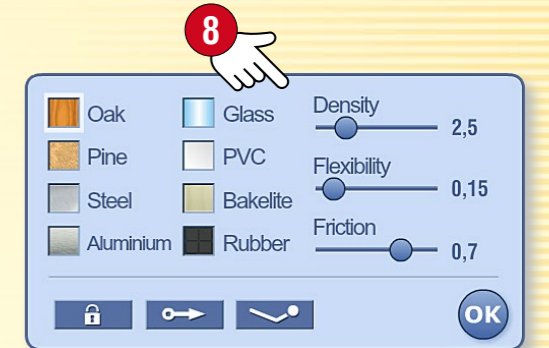 8
Oak
Pine
Steel
Aluminium
Glass
PVC
Bakelite
Rubber
Density
2,5
Flexibility
0,15
Friction
0,7
OK